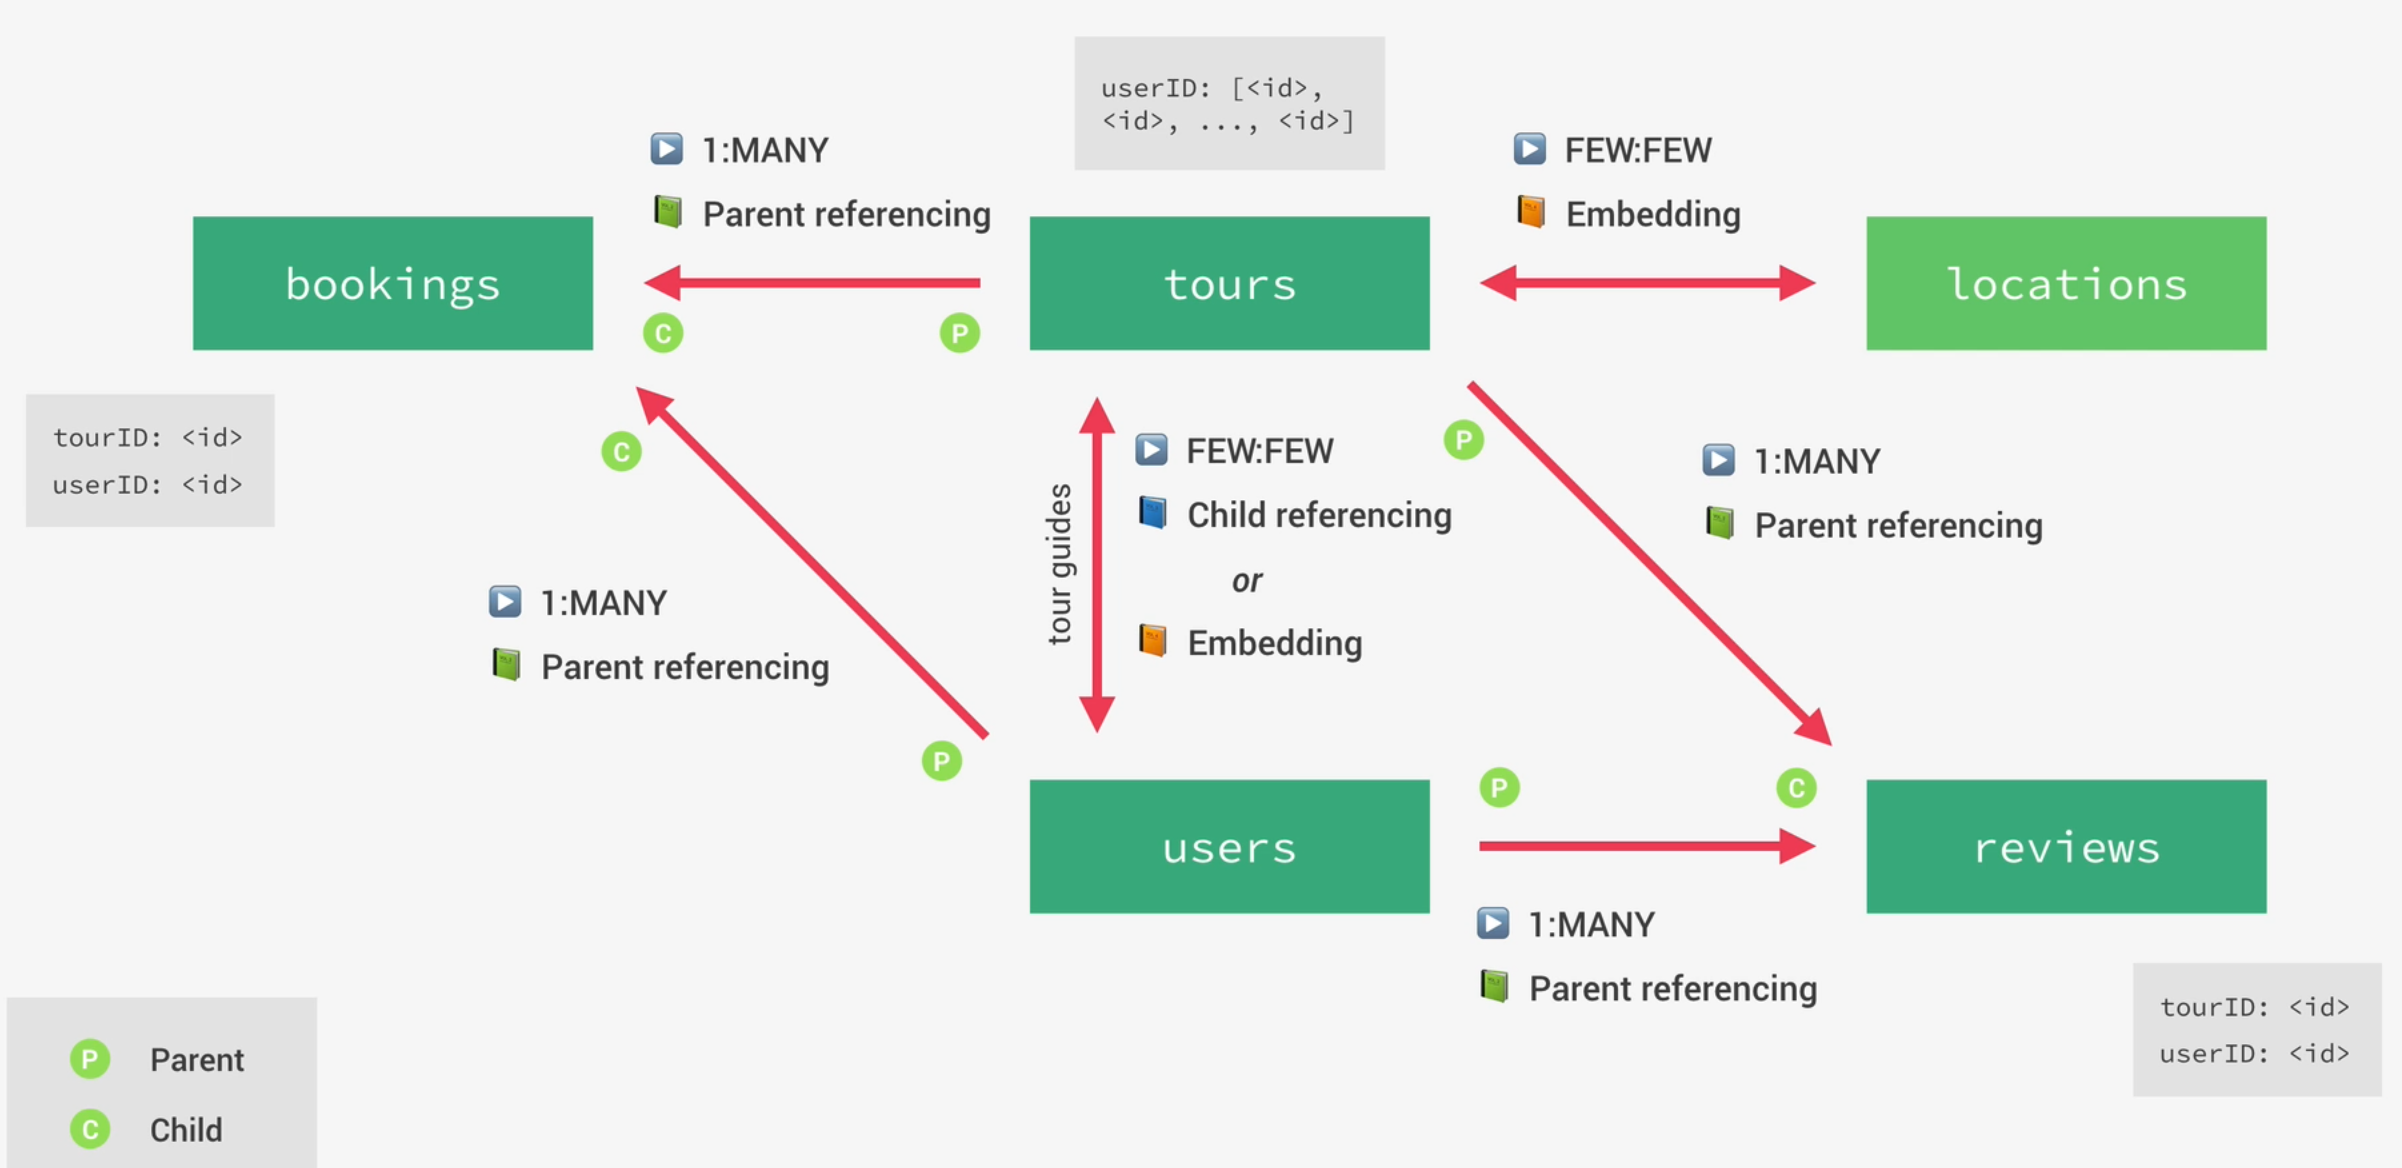 userID: [<id>,
<id>, ..., <id>]
1:MANY
Parent referencing
FEW:FEW
Embedding
bookings
tours
locations
C
P
tourID: <id>
userID: <id>
C
tour guides
FEW:FEW
Child referencing
or
Embedding
P
1:MANY
Parent referencing
1:MANY
Parent referencing
P
users
P
C
reviews
1:MANY
Parent referencing
tourID: <id>
userID: <id>
P Parent
C Child